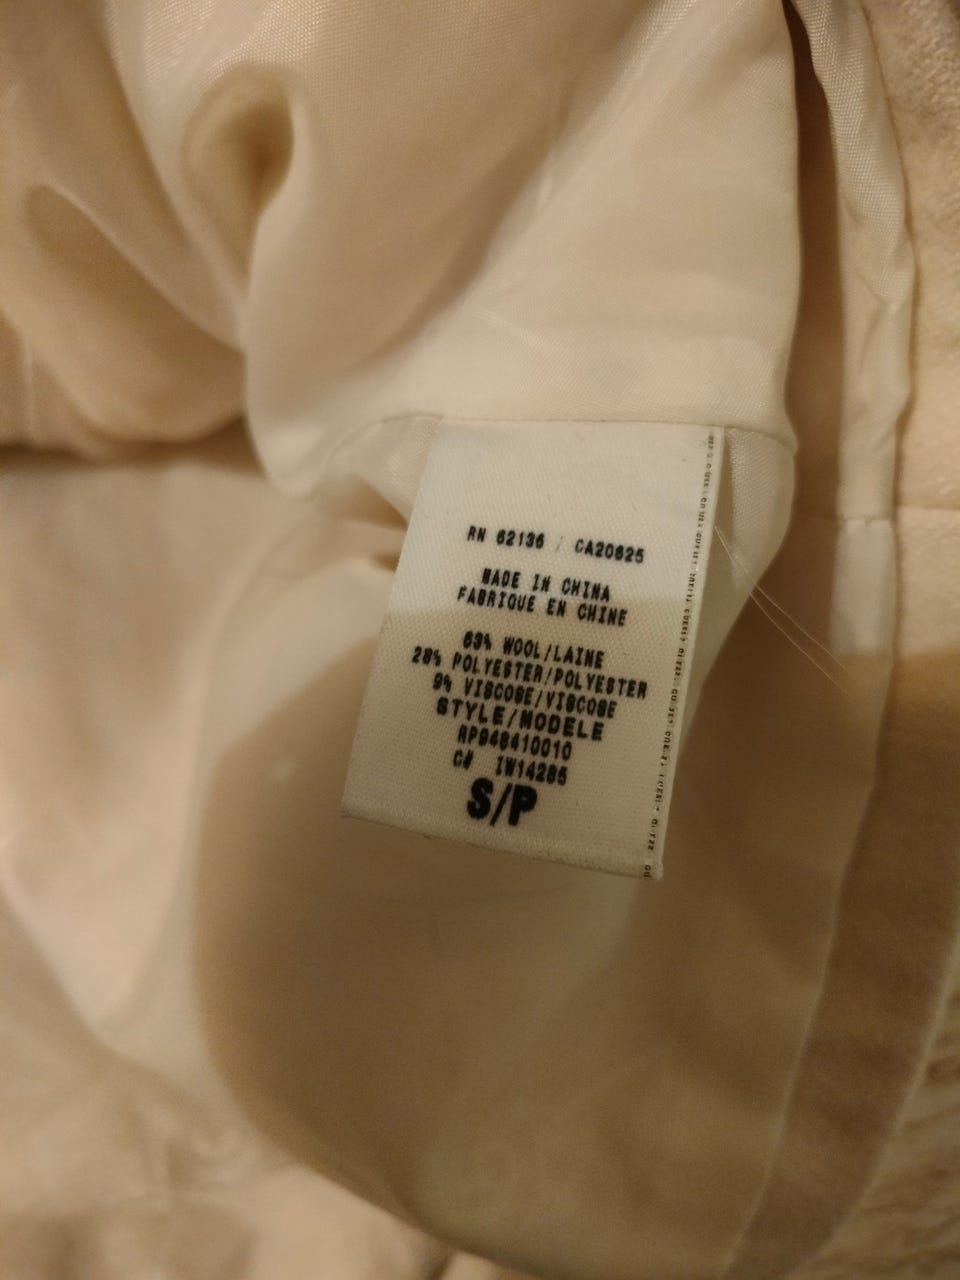 RN 62136 / CA20625
MADE IN CHINA
FABRIQUE EN CHINE
63% WOOL/LAINE
28% POLYESTER/POLYESTER
9% VISCOSE/VISCOSE
STYLE/MODELE
RP948410010
C# IW14285
S/P